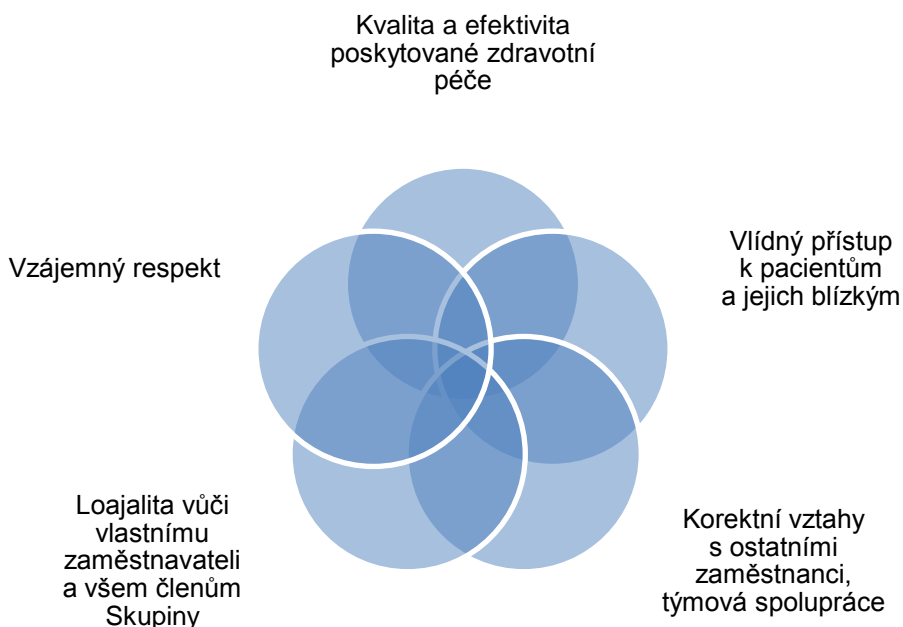 Kvalita a efektivita
poskytované zdravotní
péče
Vzájemný respekt
Vlídný přístup
k pacientům
a jejich blízkým
Loajalita vůči
vlastnímu
zaměstnavateli
a všem členům
Skupiny
Korektní vztahy
s ostatními
zaměstnanci,
týmová spolupráce